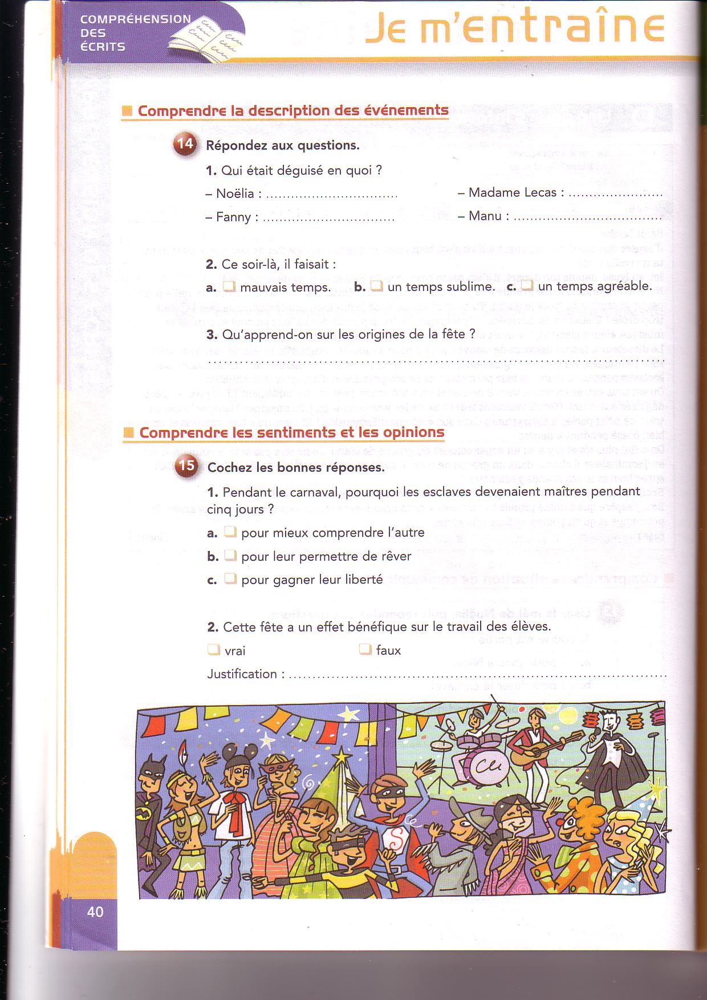 COMPRÉHENSION
DES
ÉCRITS
Je m'entraîne
Comprendre la description des événements
14 Répondez aux questions.
1. Qui était déguisé en quoi ?
– Noëlia : ............................... – Madame Lecas : .......................
– Fanny : ............................... – Manu : ...................................
2. Ce soir-là, il faisait :
a. ❏ mauvais temps. b. ❏ un temps sublime. c. ❏ un temps agréable.
3. Qu'apprend-on sur les origines de la fête ?
..............................................................................................................
Comprendre les sentiments et les opinions
15 Cochez les bonnes réponses.
1. Pendant le carnaval, pourquoi les esclaves devenaient maîtres pendant
cinq jours ?
a. ❏ pour mieux comprendre l'autre
b. ❏ pour leur permettre de rêver
c. ❏ pour gagner leur liberté
2. Cette fête a un effet bénéfique sur le travail des élèves.
❏ vrai ❏ faux
Justification : ..........................................................................................
S
40